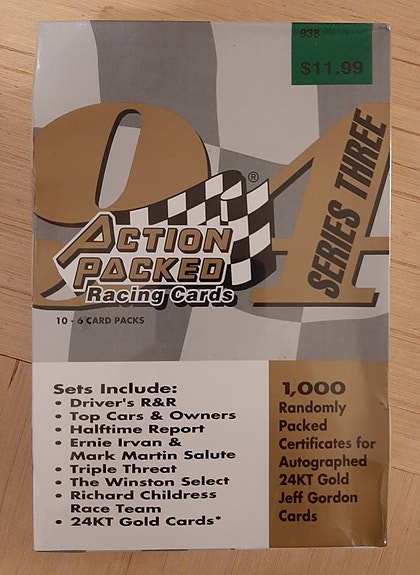 938
$11.99
94
SERIES THREE
®
ACTION
PACKED
Racing Cards
10 - 6 CARD PACKS
Sets Include:
• Driver's R&R
• Top Cars & Owners
• Halftime Report
• Ernie Irvan &
Mark Martin Salute
• Triple Threat
• The Winston Select
• Richard Childress
Race Team
• 24KT Gold Cards*
1,000
Randomly
Packed
Certificates for
Autographed
24KT Gold
Jeff Gordon
Cards